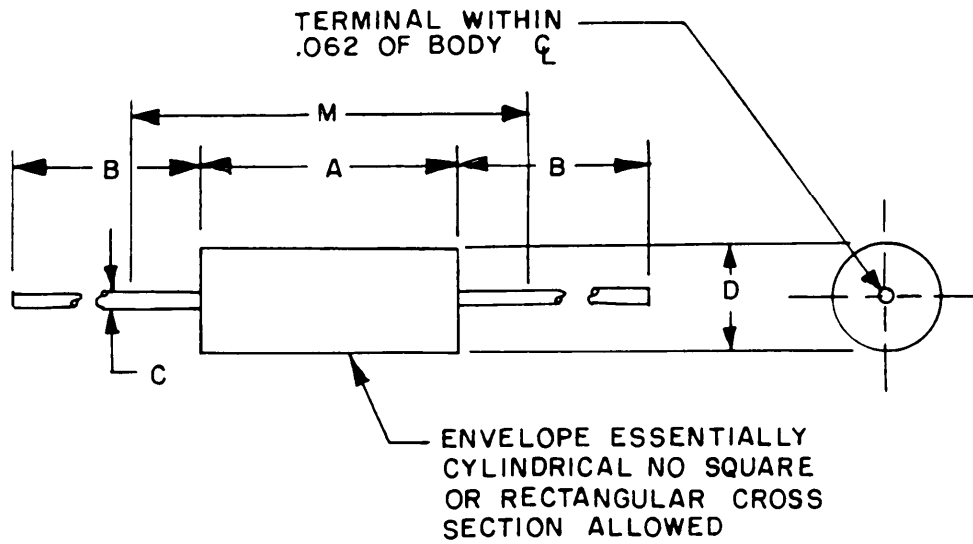 TERMINAL WITHIN
.062 OF BODY ℄
M
B A B
D
C
ENVELOPE ESSENTIALLY
CYLINDRICAL NO SQUARE
OR RECTANGULAR CROSS
SECTION ALLOWED